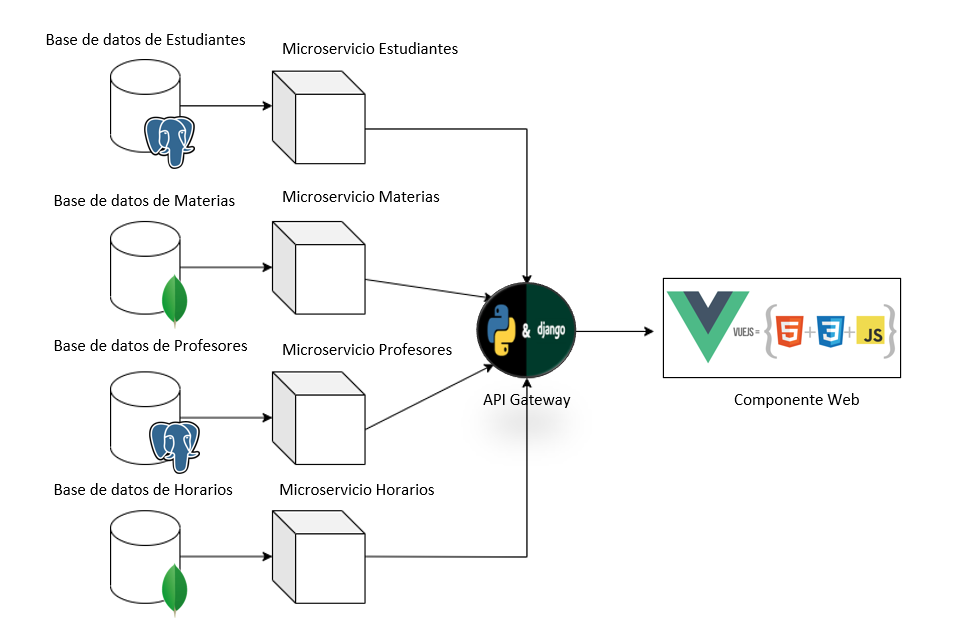 Base de datos de Estudiantes
Microservicio Estudiantes
Base de datos de Materias
Microservicio Materias
Base de datos de Profesores
Microservicio Profesores
& django
VUEJS = { 5 + 3 + JS }
API Gateway
Componente Web
Base de datos de Horarios
Microservicio Horarios